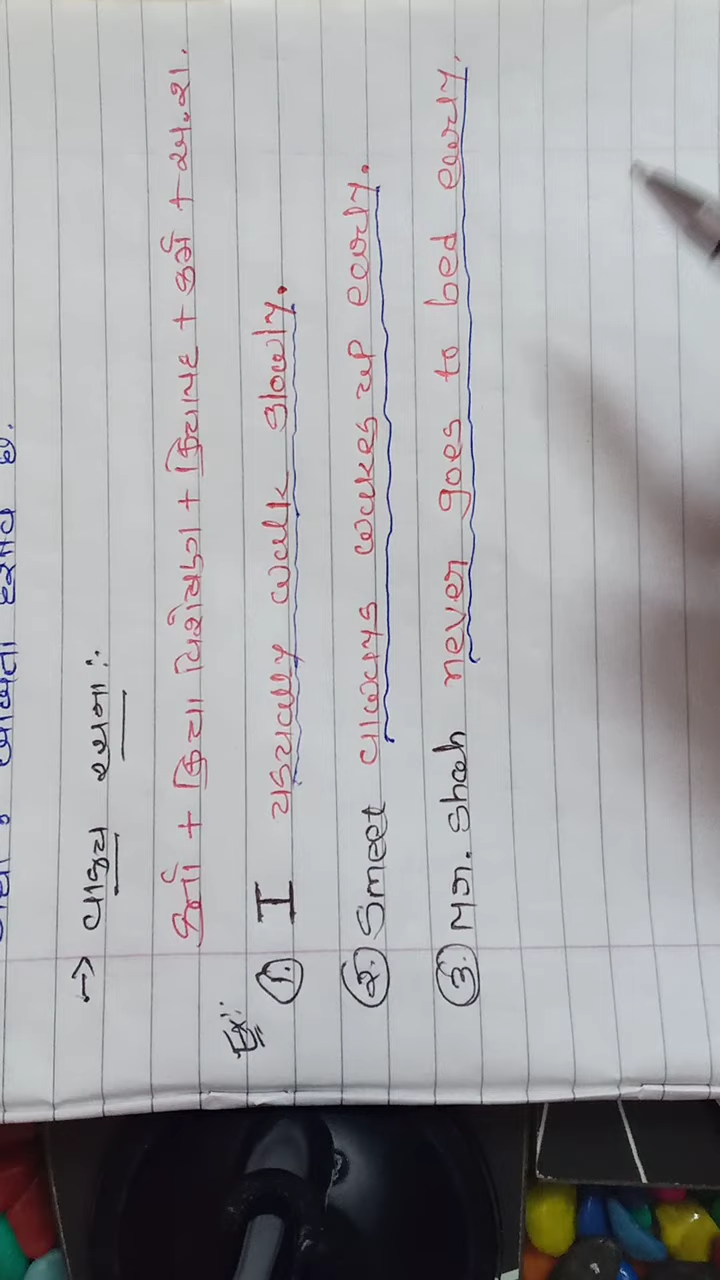 → વાક્ય રચના :-
કર્તા + ક્રિયા વિશેષણ + ક્રિયાપદ + કર્મ + અન.શ.
Ex:-
①. I usually walk slowly.
②. Smeet always wakes up early.
③. Mr. Shah never goes to bed early.